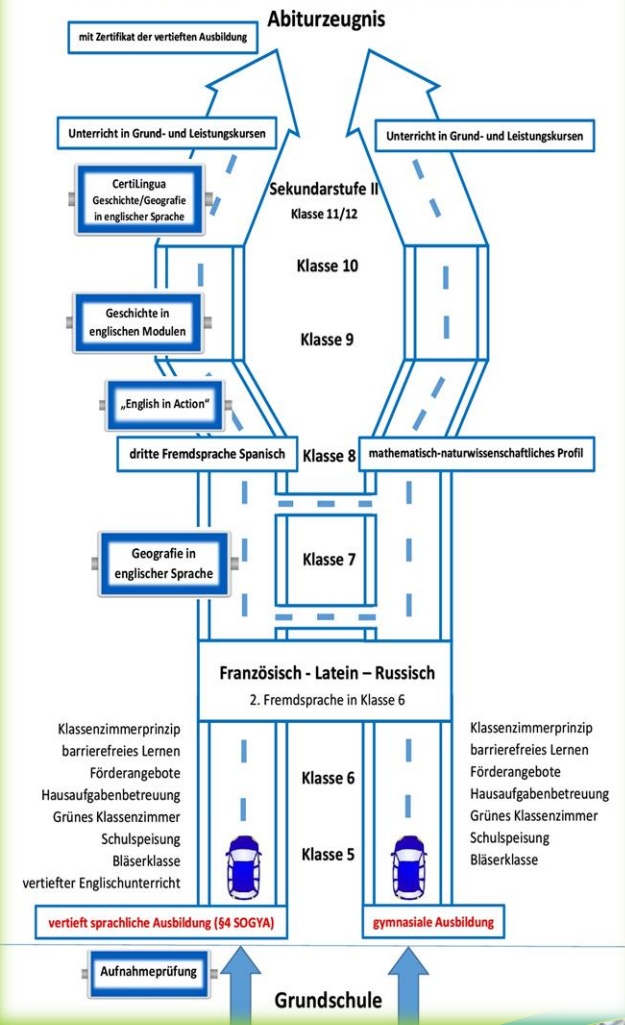 Abiturzeugnis
mit Zertifikat der vertieften Ausbildung
Unterricht in Grund- und Leistungskursen
Unterricht in Grund- und Leistungskursen
CertiLingua
Geschichte/Geografie
in englischer Sprache
Sekundarstufe II
Klasse 11/12
Klasse 10
Geschichte in
englischen Modulen
Klasse 9
„English in Action“
dritte Fremdsprache Spanisch
Klasse 8
mathematisch-naturwissenschaftliches Profil
Geografie in
englischer Sprache
Klasse 7
Französisch - Latein – Russisch
2. Fremdsprache in Klasse 6
Klassenzimmerprinzip
barrierefreies Lernen
Förderangebote
Hausaufgabenbetreuung
Grünes Klassenzimmer
Schulspeisung
Bläserklasse
vertiefter Englischunterricht
Klasse 6
Klasse 5
Klassenzimmerprinzip
barrierefreies Lernen
Förderangebote
Hausaufgabenbetreuung
Grünes Klassenzimmer
Schulspeisung
Bläserklasse
vertieft sprachliche Ausbildung (§4 SOGYA)
gymnasiale Ausbildung
Aufnahmeprüfung
Grundschule